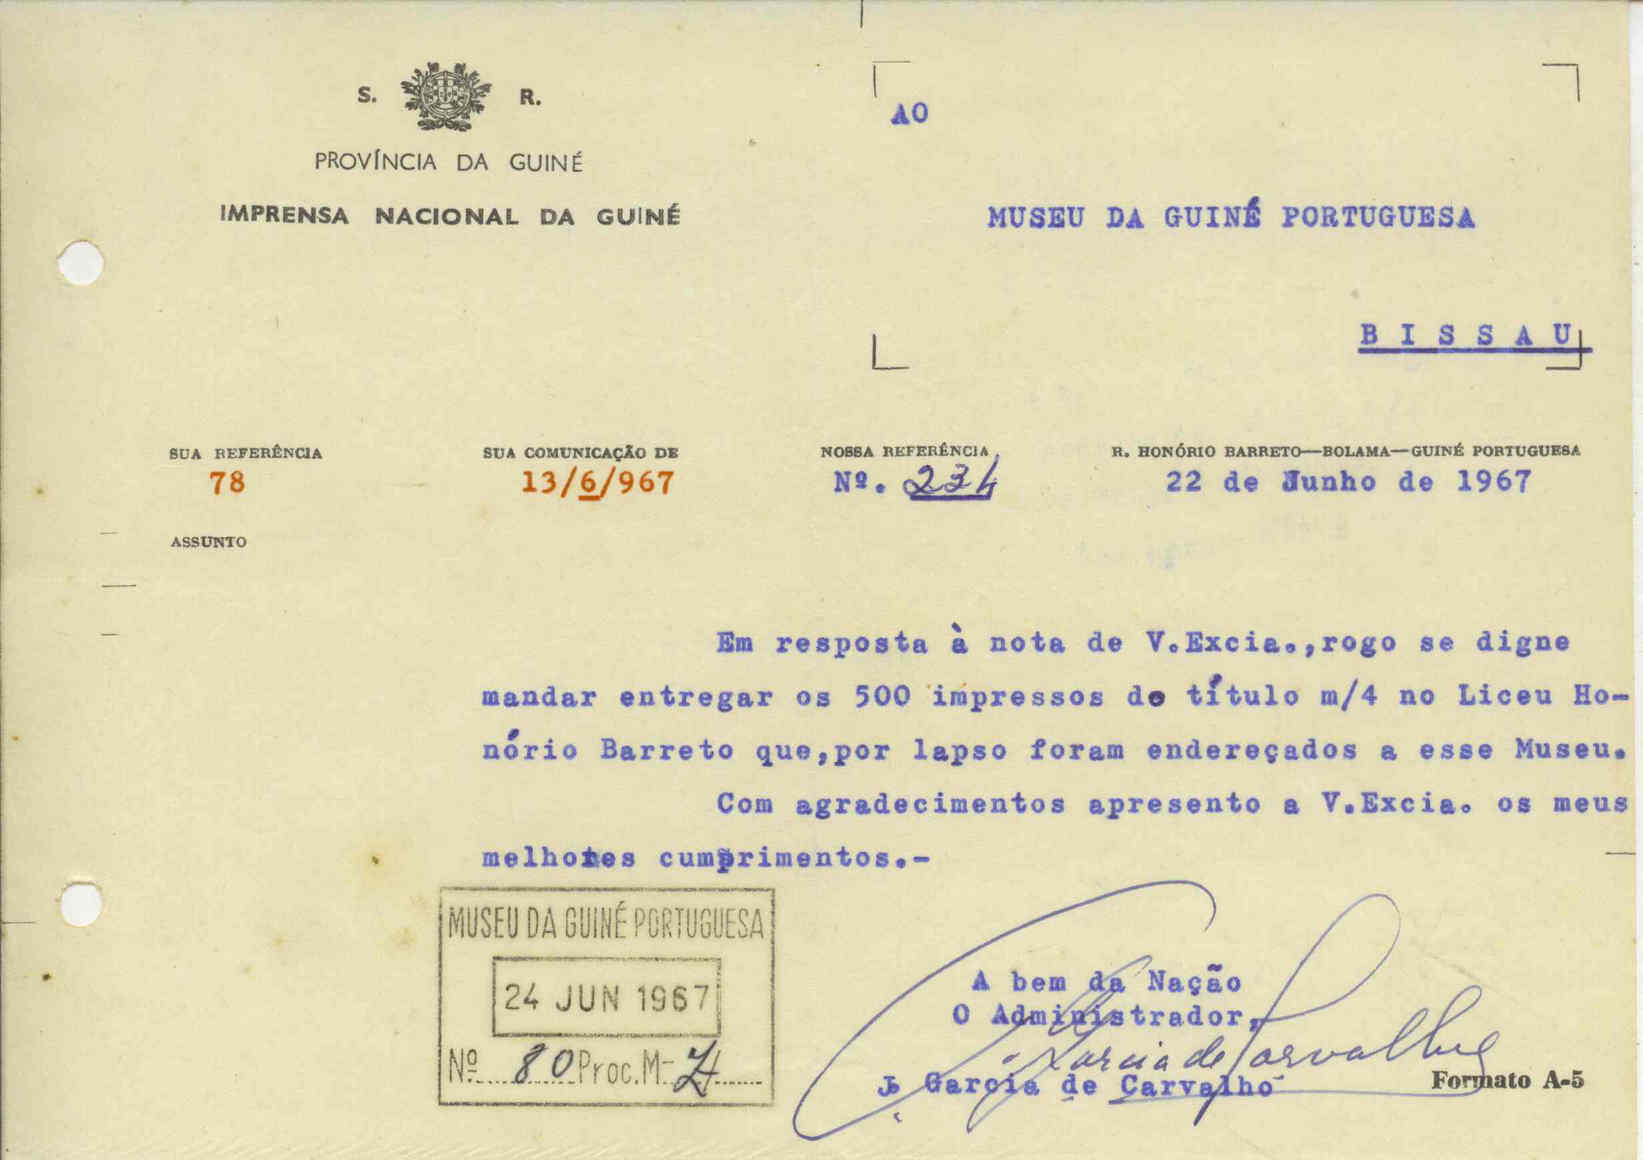 S. R.
PROVÍNCIA DA GUINÉ
IMPRENSA NACIONAL DA GUINÉ
AO
MUSEU DA GUINÉ PORTUGUESA
B I S S A U
SUA REFERÊNCIA
78
SUA COMUNICAÇÃO DE
13/6/967
NOSSA REFERÊNCIA
Nº. 234
R. HONÓRIO BARRETO—BOLAMA—GUINÉ PORTUGUESA
22 de Junho de 1967
ASSUNTO
Em resposta à nota de V.Excia.,rogo se digne
mandar entregar os 500 impressos do título m/4 no Liceu Ho-
nório Barreto que,por lapso foram endereçados a esse Museu.
Com agradecimentos apresento a V.Excia. os meus
melhores cumprimentos.-
MUSEU DA GUINÉ PORTUGUESA
24 JUN 1967
Nº 80 Proc. M-
A bem da Nação
O Administrador,
Garcia de Carvalho
J. Garcia de Carvalho
Formato A-5